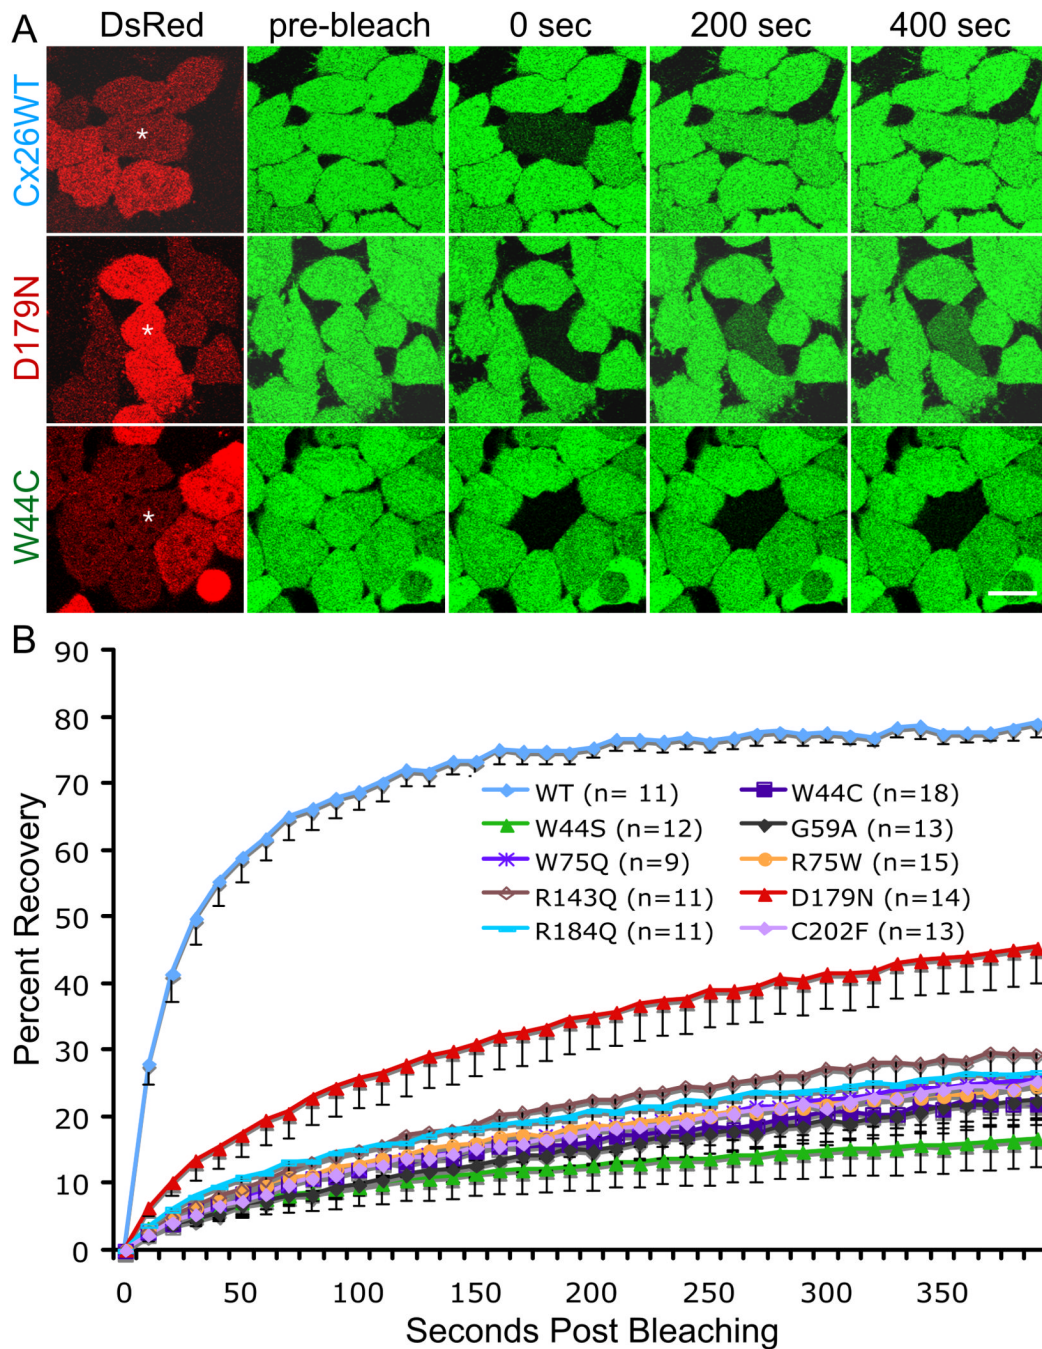 A DsRed pre-bleach 0 sec 200 sec 400 sec
Cx26WT
*
D179N
*
W44C
*
B
90
80
70
60
50
40
30
20
10
0
Percent Recovery
WT (n= 11) W44C (n=18)
W44S (n=12) G59A (n=13)
W75Q (n=9) R75W (n=15)
R143Q (n=11) D179N (n=14)
R184Q (n=11) C202F (n=13)
0 50 100 150 200 250 300 350
Seconds Post Bleaching